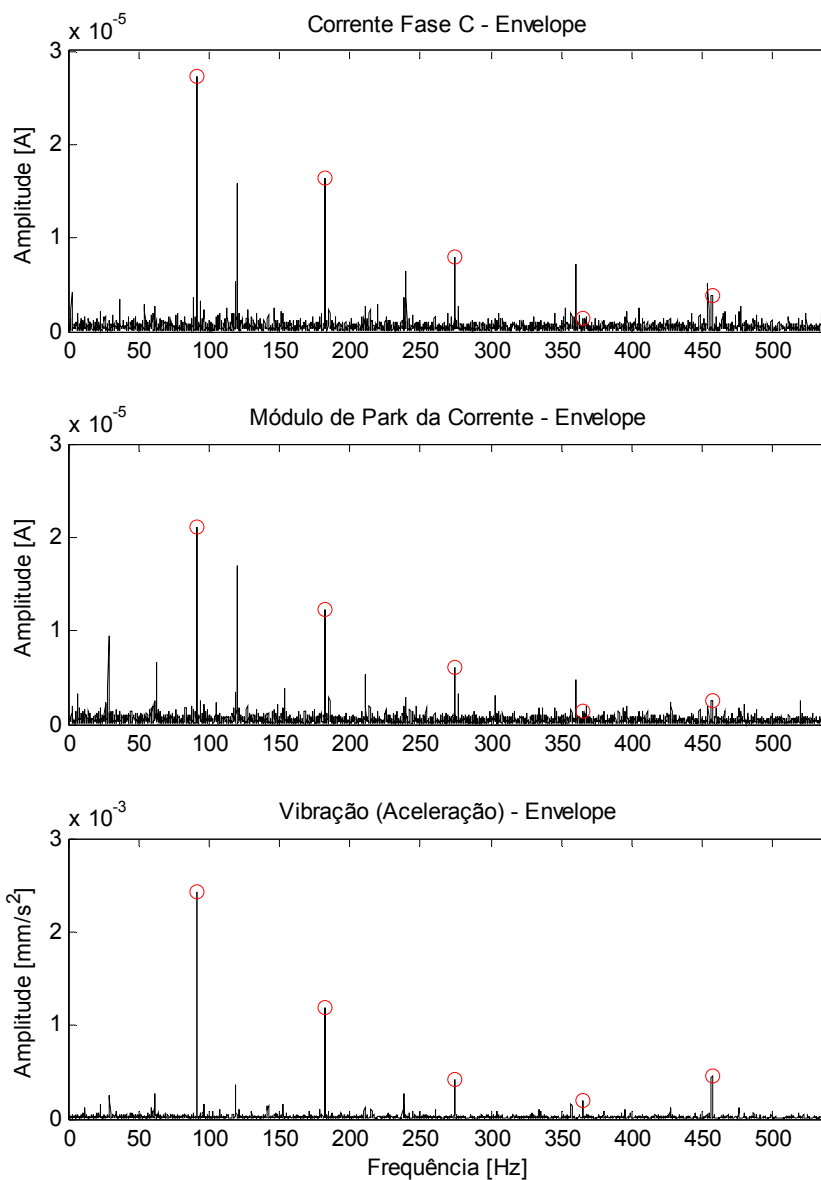 Corrente Fase C - Envelope
x 10^-5
3
2
1
0
Amplitude [A]
0 50 100 150 200 250 300 350 400 450 500
Módulo de Park da Corrente - Envelope
x 10^-5
3
2
1
0
Amplitude [A]
0 50 100 150 200 250 300 350 400 450 500
Vibração (Aceleração) - Envelope
x 10^-3
3
2
1
0
Amplitude [mm/s^2]
0 50 100 150 200 250 300 350 400 450 500
Frequência [Hz]